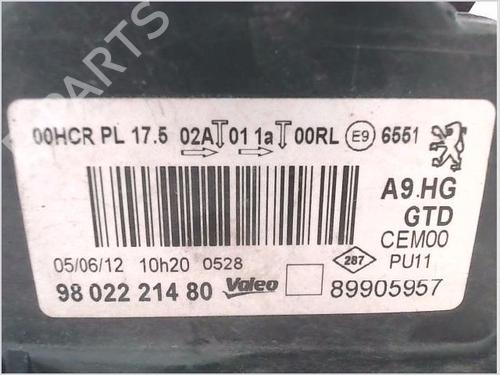 PARTS
00HCR PL 17.5 02A 01 1a 00RL E9 6551
A9.HG
GTD
CEM00
05/06/12 10h20 0528 287 PU11
98 022 214 80 Valeo 89905957